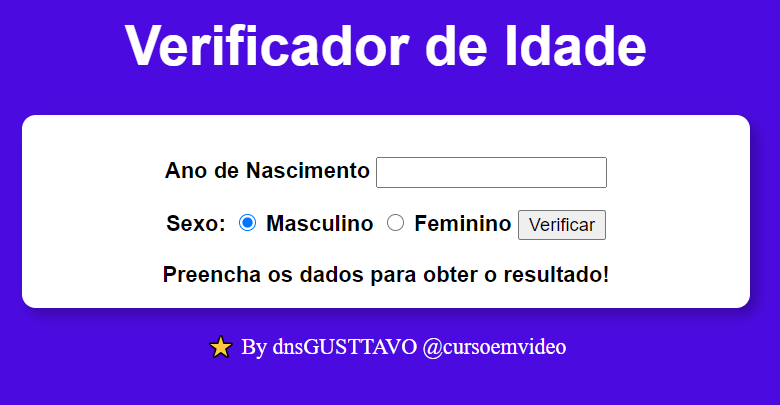 Verificador de Idade
Ano de Nascimento
Sexo: Masculino Feminino Verificar
Preencha os dados para obter o resultado!
By dnsGUSTTAVO @cursoemvideo